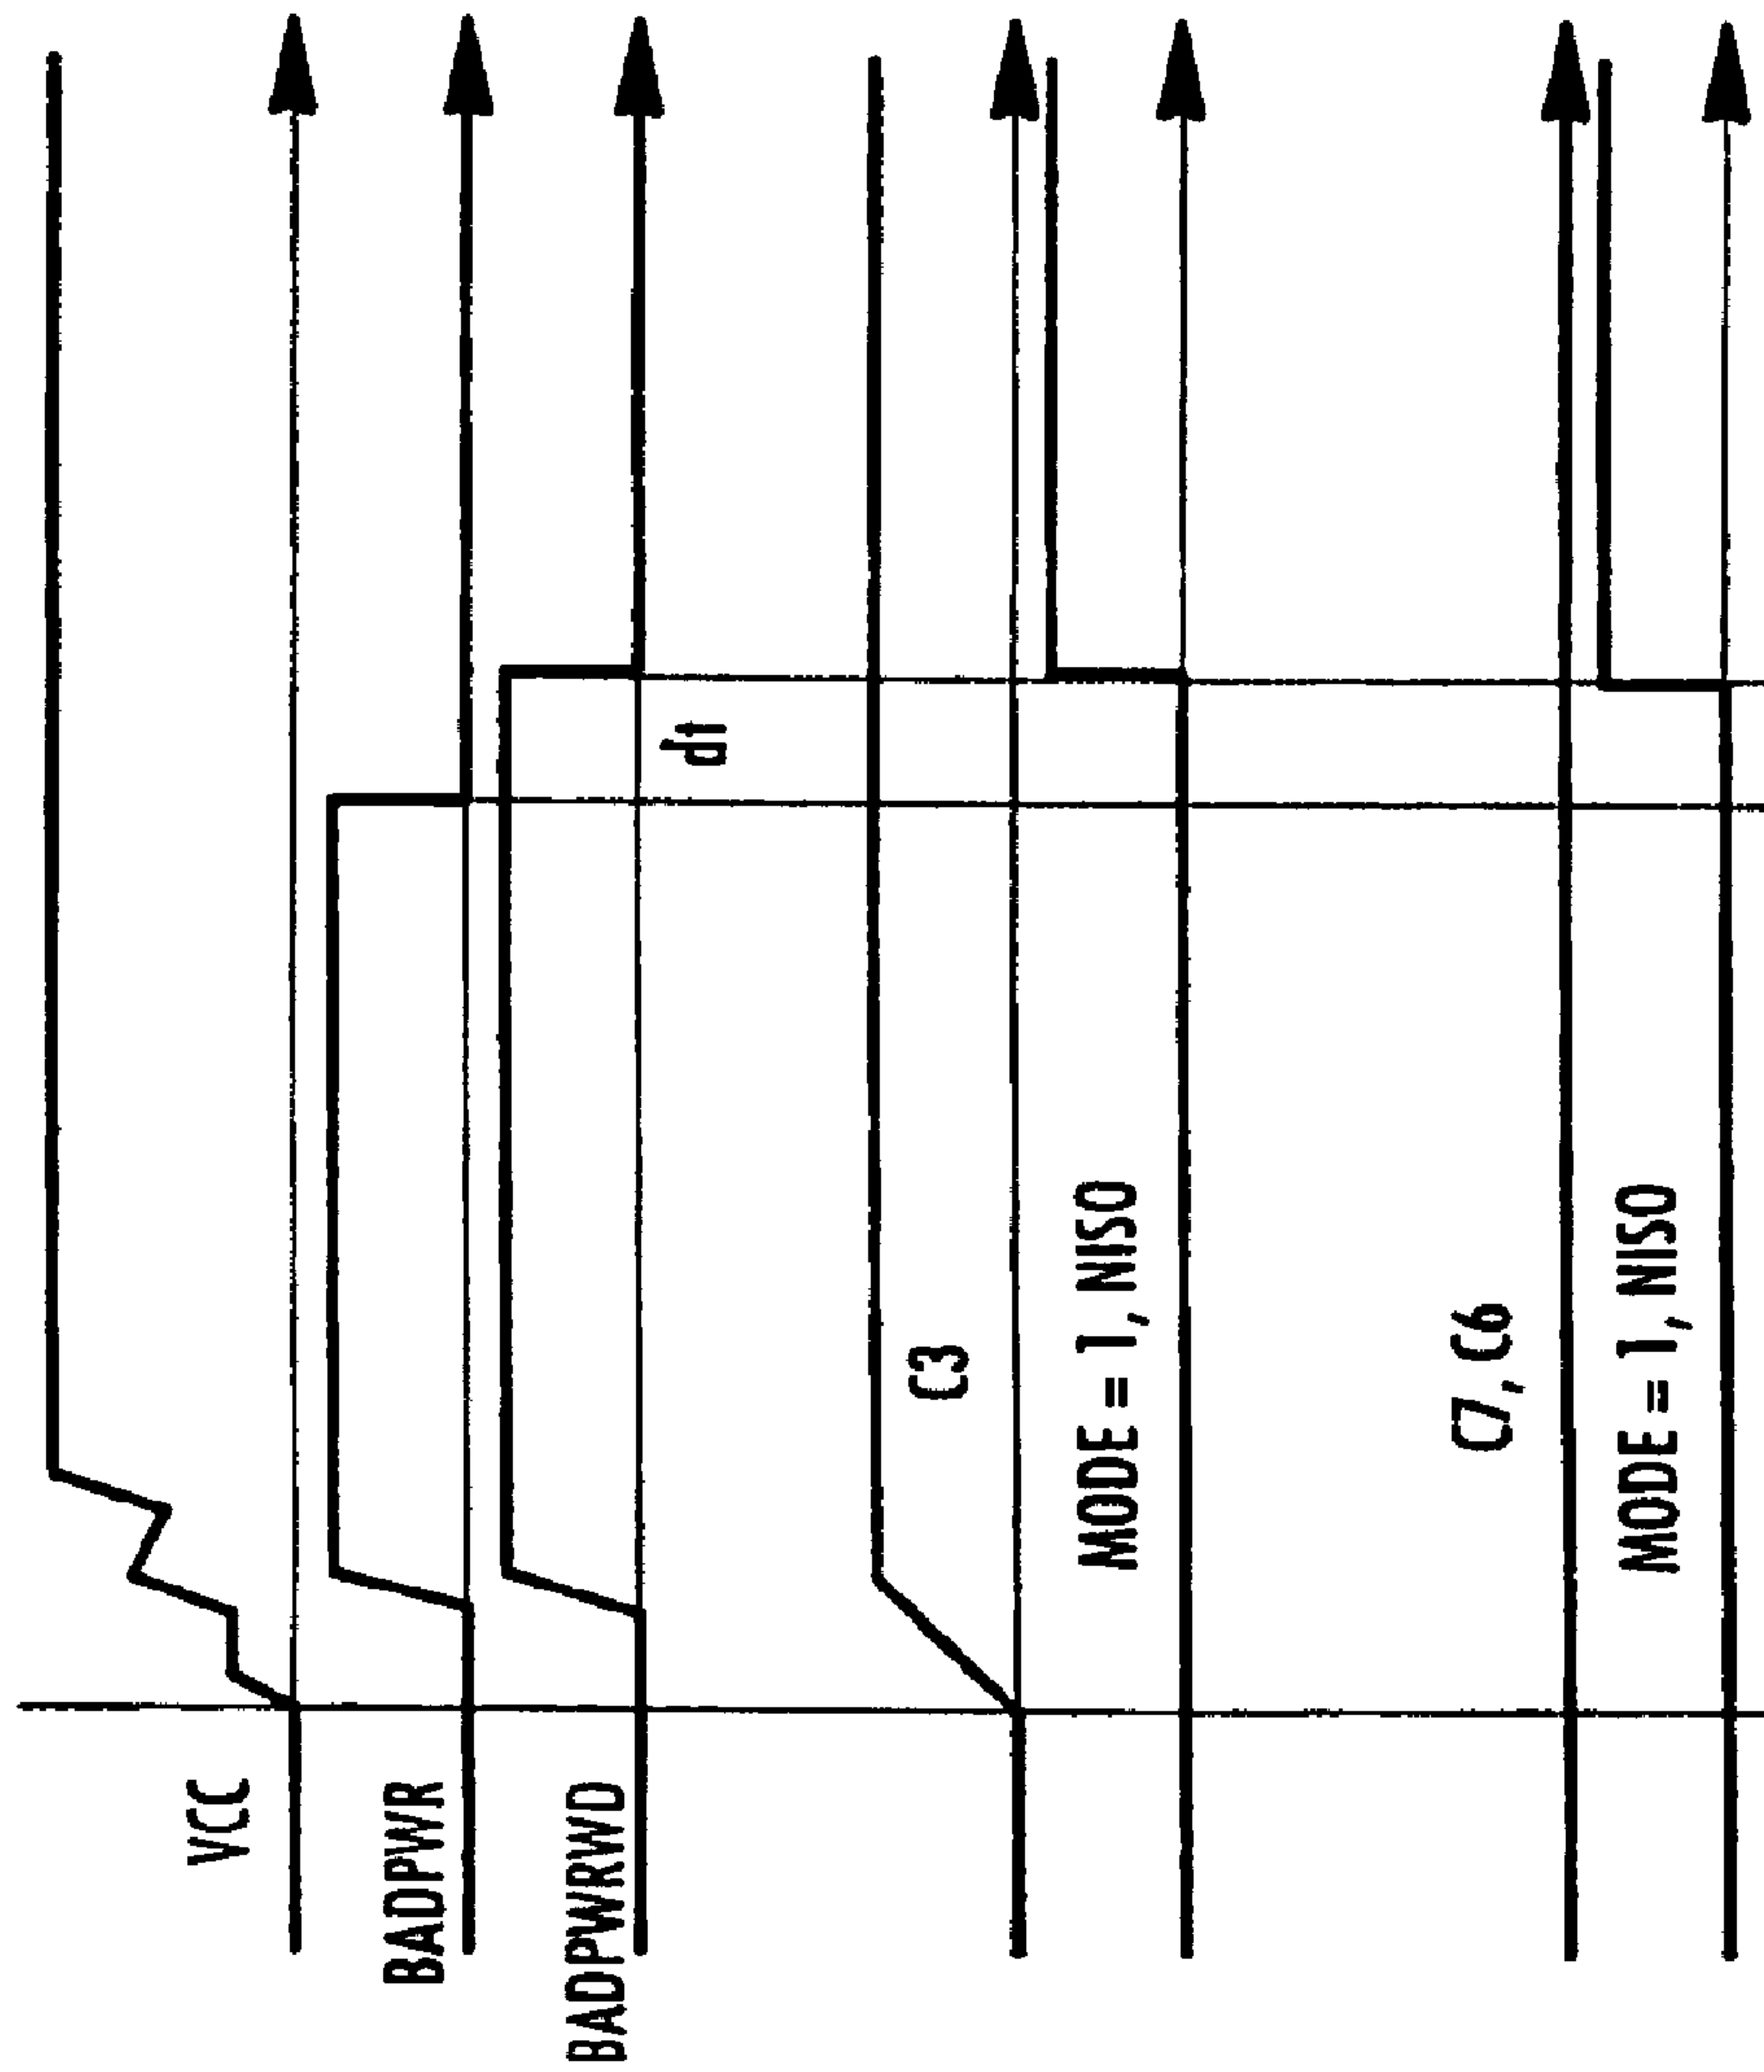 VCC
BADPWR
BADPWRWD
dt
C3
MODE = 1, NISO
C7, C6
MODE = 1, NISO